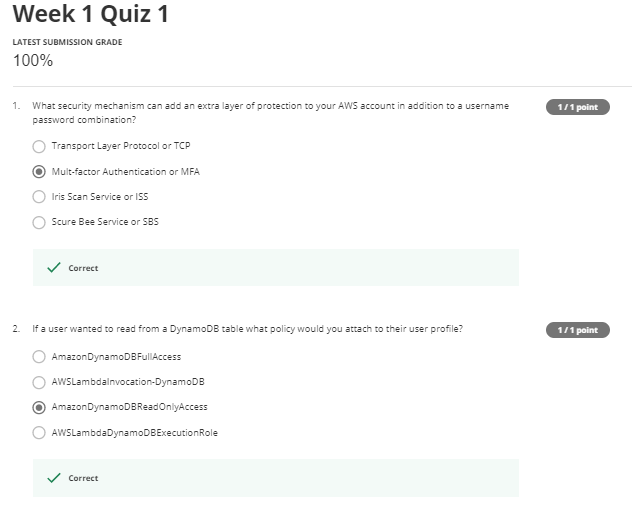 Week 1 Quiz 1
LATEST SUBMISSION GRADE
100%
1. What security mechanism can add an extra layer of protection to your AWS account in addition to a username
password combination?
1 / 1 point
Transport Layer Protocol or TCP
Mult-factor Authentication or MFA
Iris Scan Service or ISS
Scure Bee Service or SBS
Correct
2. If a user wanted to read from a DynamoDB table what policy would you attach to their user profile?
1 / 1 point
AmazonDynamoDBFullAccess
AWSLambdaInvocation-DynamoDB
AmazonDynamoDBReadOnlyAccess
AWSLambdaDynamoDBExecutionRole
Correct